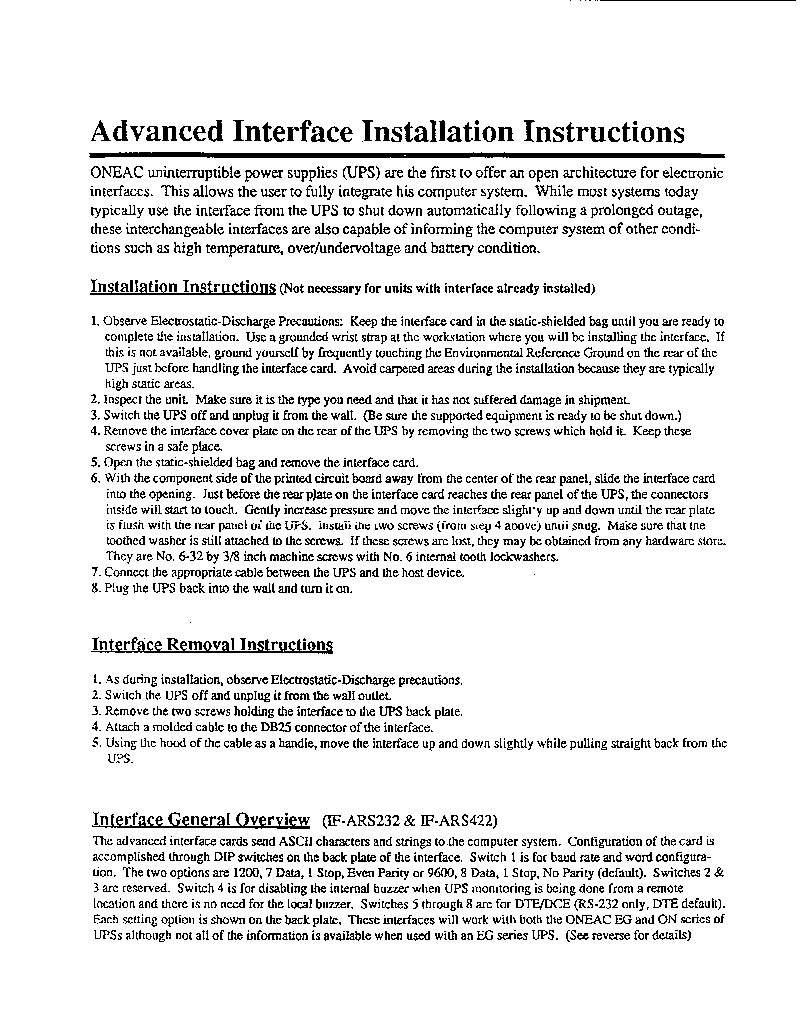 Advanced Interface Installation Instructions
ONEAC uninterruptible power supplies (UPS) are the first to offer an open architecture for electronic
interfaces. This allows the user to fully integrate his computer system. While most systems today
typically use the interface from the UPS to shut down automatically following a prolonged outage,
these interchangeable interfaces are also capable of informing the computer system of other condi-
tions such as high temperature, over/undervoltage and battery condition.
Installation Instructions (Not necessary for units with interface already installed)
1. Observe Electrostatic-Discharge Precautions: Keep the interface card in the static-shielded bag until you are ready to
complete the installation. Use a grounded wrist strap at the workstation where you will be installing the interface. If
this is not available, ground yourself by frequently touching the Environmental Reference Ground on the rear of the
UPS just before handling the interface card. Avoid carpeted areas during the installation because they are typically
high static areas.
2. Inspect the unit. Make sure it is the type you need and that it has not suffered damage in shipment.
3. Switch the UPS off and unplug it from the wall. (Be sure the supported equipment is ready to be shut down.)
4. Remove the interface cover plate on the rear of the UPS by removing the two screws which hold it. Keep these
screws in a safe place.
5. Open the static-shielded bag and remove the interface card.
6. With the component side of the printed circuit board away from the center of the rear panel, slide the interface card
into the opening. Just before the rear plate on the interface card reaches the rear panel of the UPS, the connectors
inside will start to touch. Gently increase pressure and move the interface slightly up and down until the rear plate
is flush with the rear panel of the UPS. Install the two screws (from step 4 above) until snug. Make sure that the
toothed washer is still attached to the screws. If these screws are lost, they may be obtained from any hardware store.
They are No. 6-32 by 3/8 inch machine screws with No. 6 internal tooth lockwashers.
7. Connect the appropriate cable between the UPS and the host device.
8. Plug the UPS back into the wall and turn it on.
Interface Removal Instructions
1. As during installation, observe Electrostatic-Discharge precautions.
2. Switch the UPS off and unplug it from the wall outlet.
3. Remove the two screws holding the interface to the UPS back plate.
4. Attach a molded cable to the DB25 connector of the interface.
5. Using the hood of the cable as a handle, move the interface up and down slightly while pulling straight back from the
UPS.
Interface General Overview (IF-ARS232 & IF-ARS422)
The advanced interface cards send ASCII characters and strings to the computer system. Configuration of the card is
accomplished through DIP switches on the back plate of the interface. Switch 1 is for baud rate and word configura-
tion. The two options are 1200, 7 Data, 1 Stop, Even Parity or 9600, 8 Data, 1 Stop, No Parity (default). Switches 2 &
3 are reserved. Switch 4 is for disabling the internal buzzer when UPS monitoring is being done from a remote
location and there is no need for the local buzzer. Switches 5 through 8 are for DTE/DCE (RS-232 only, DTE default).
Each setting option is shown on the back plate. These interfaces will work with both the ONEAC EG and ON series of
UPSs although not all of the information is available when used with an EG series UPS. (See reverse for details)